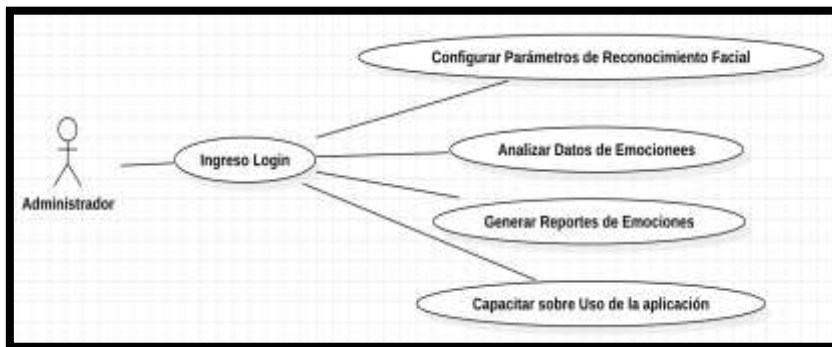 Configurar Parámetros de Reconocimiento Facial
Ingreso Login
Analizar Datos de Emocionees
Administrador
Generar Reportes de Emociones
Capacitar sobre Uso de la aplicación